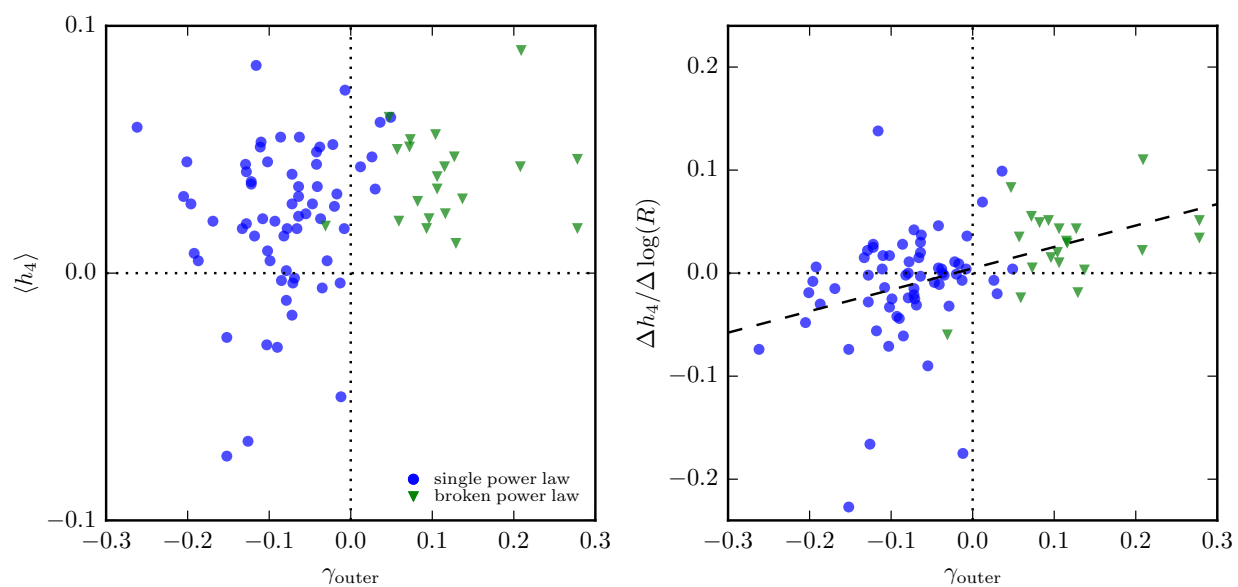 0.1
0.0
−0.1
⟨h₄⟩
−0.3 −0.2 −0.1 0.0 0.1 0.2 0.3
γouter
single power law
broken power law
0.2
0.1
0.0
−0.1
−0.2
Δh₄/Δ log(R)
−0.3 −0.2 −0.1 0.0 0.1 0.2 0.3
γouter